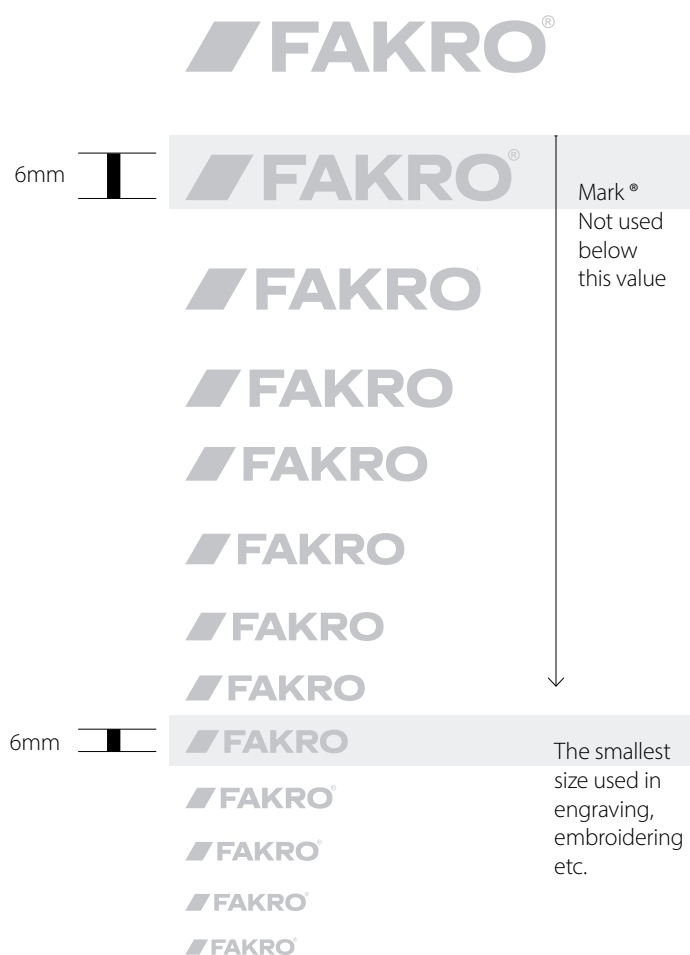 FAKRO®
6mm
FAKRO®
Mark ®
Not used
below
this value
FAKRO
FAKRO
FAKRO
FAKRO
FAKRO
FAKRO
6mm
FAKRO
The smallest
size used in
engraving,
embroidering
etc.
FAKRO®
FAKRO®
FAKRO®
FAKRO®